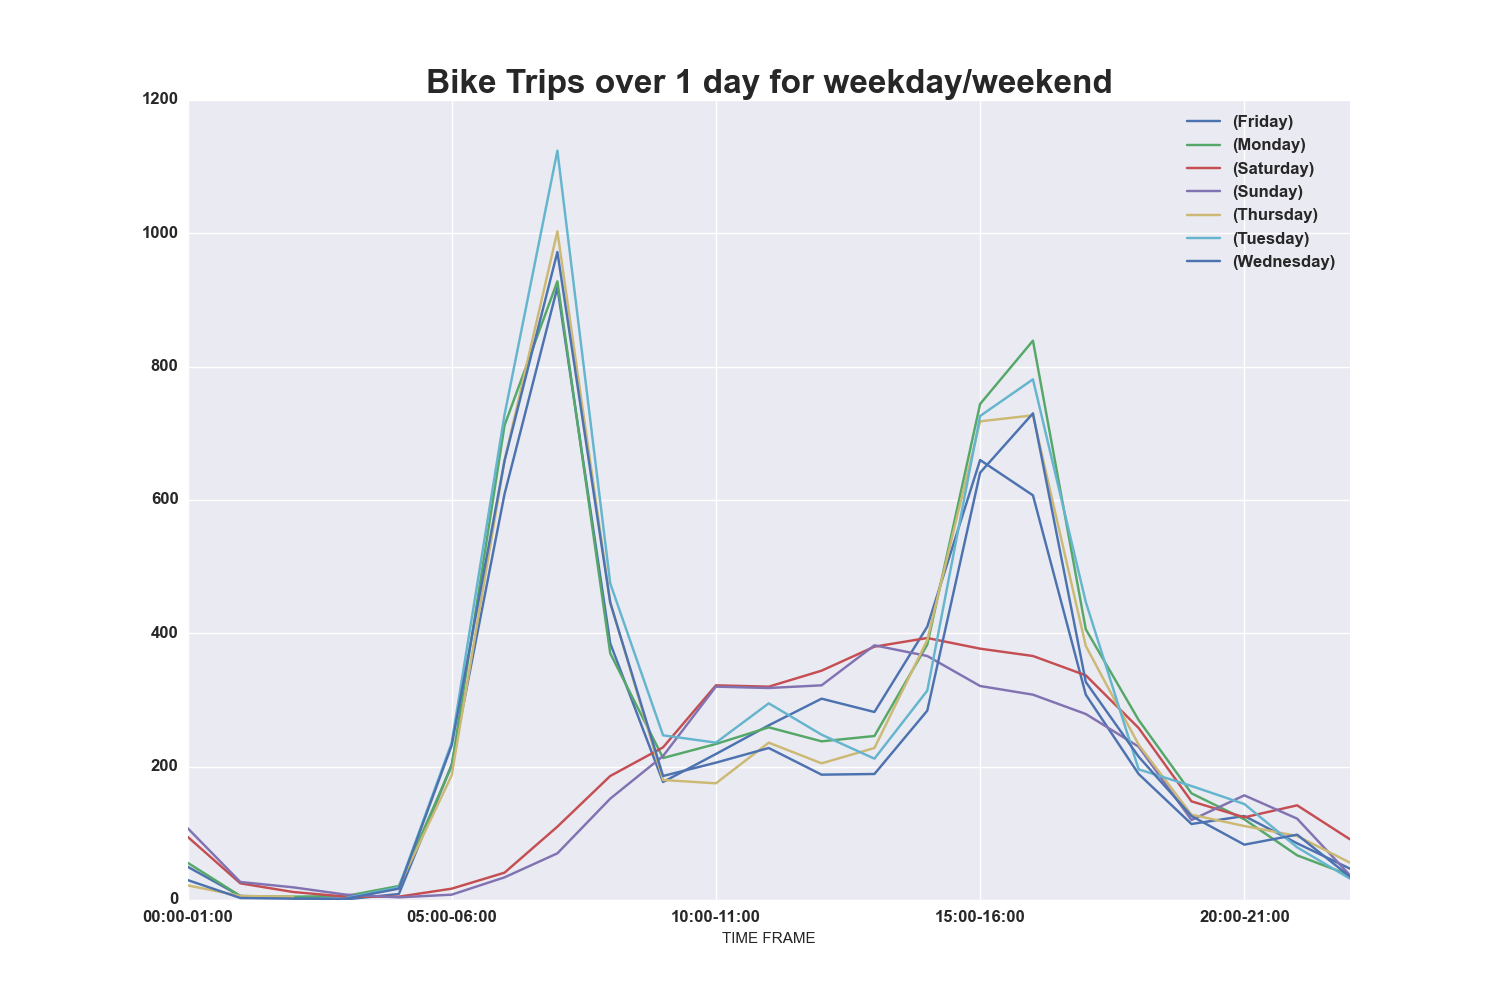 Bike Trips over 1 day for weekday/weekend
1200
1000
800
600
400
200
0
(Friday)
(Monday)
(Saturday)
(Sunday)
(Thursday)
(Tuesday)
(Wednesday)
00:00-01:00 05:00-06:00 10:00-11:00 15:00-16:00 20:00-21:00
TIME FRAME